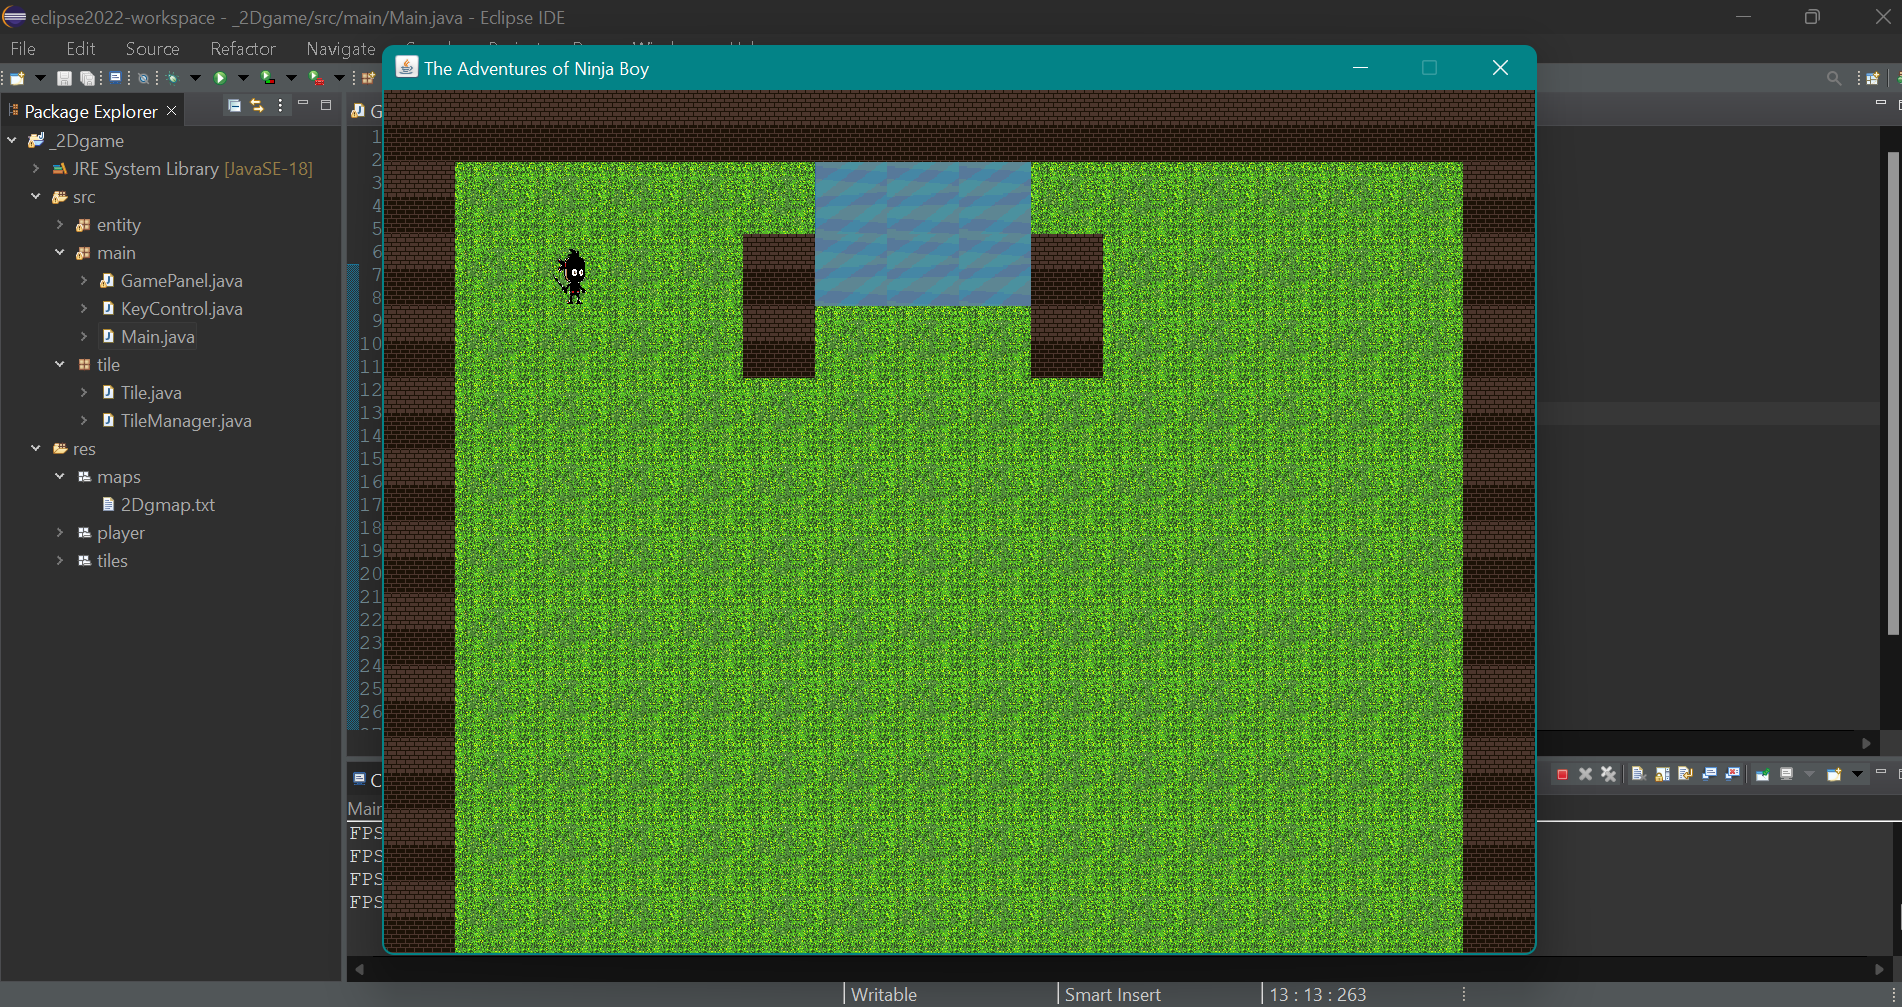 eclipse2022-workspace - _2Dgame/src/main/Main.java - Eclipse IDE
File Edit Source Refactor Navigate
The Adventures of Ninja Boy
Package Explorer
G
_2Dgame
JRE System Library [JavaSE-18]
src
entity
main
GamePanel.java
KeyControl.java
Main.java
tile
Tile.java
TileManager.java
res
maps
2Dgmap.txt
player
tiles
1
2
3
4
5
6
7
8
9
10
11
12
13
14
15
16
17
18
19
20
21
22
23
24
25
26
C
Main
FPS
FPS
FPS
FPS
Writable Smart Insert 13 : 13 : 263